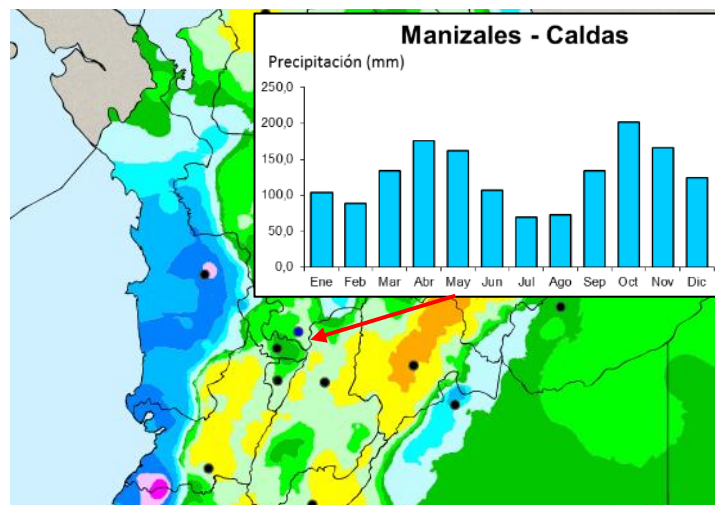 Manizales - Caldas
Precipitación (mm)
250,0
200,0
150,0
100,0
50,0
0,0
Ene Feb Mar Abr May Jun Jul Ago Sep Oct Nov Dic